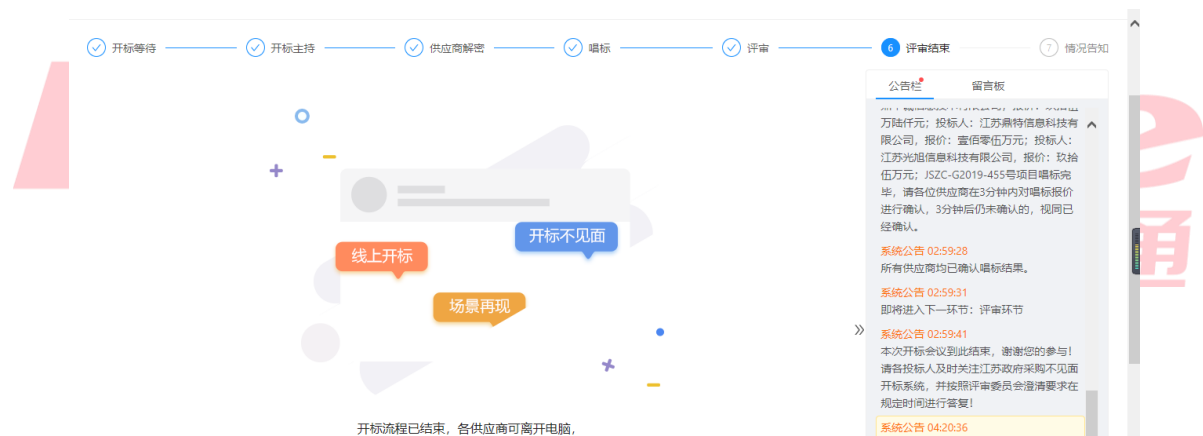 开标等待
开标主持
供应商解密
唱标
评审
6 评审结束
7 情况告知
公告栏
留言板
万陆仟元；投标人：江苏鼎特信息科技有
限公司，报价：壹佰零伍万元；投标人：
江苏光旭信息科技有限公司，报价：玖拾
伍万元；JSZC-G2019-455号项目唱标完
毕，请各位供应商在3分钟内对唱标报价
进行确认，3分钟后仍未确认的，视同已
经确认。
系统公告 02:59:28
所有供应商均已确认唱标结果。
系统公告 02:59:31
即将进入下一环节：评审环节
系统公告 02:59:41
本次开标会议到此结束，谢谢您的参与！
请各投标人及时关注江苏政府采购不见面
开标系统，并按照评审委员会澄清要求在
规定时间进行答复！
系统公告 04:20:36
开标不见面
线上开标
场景再现
开标流程已结束，各供应商可离开电脑，
通